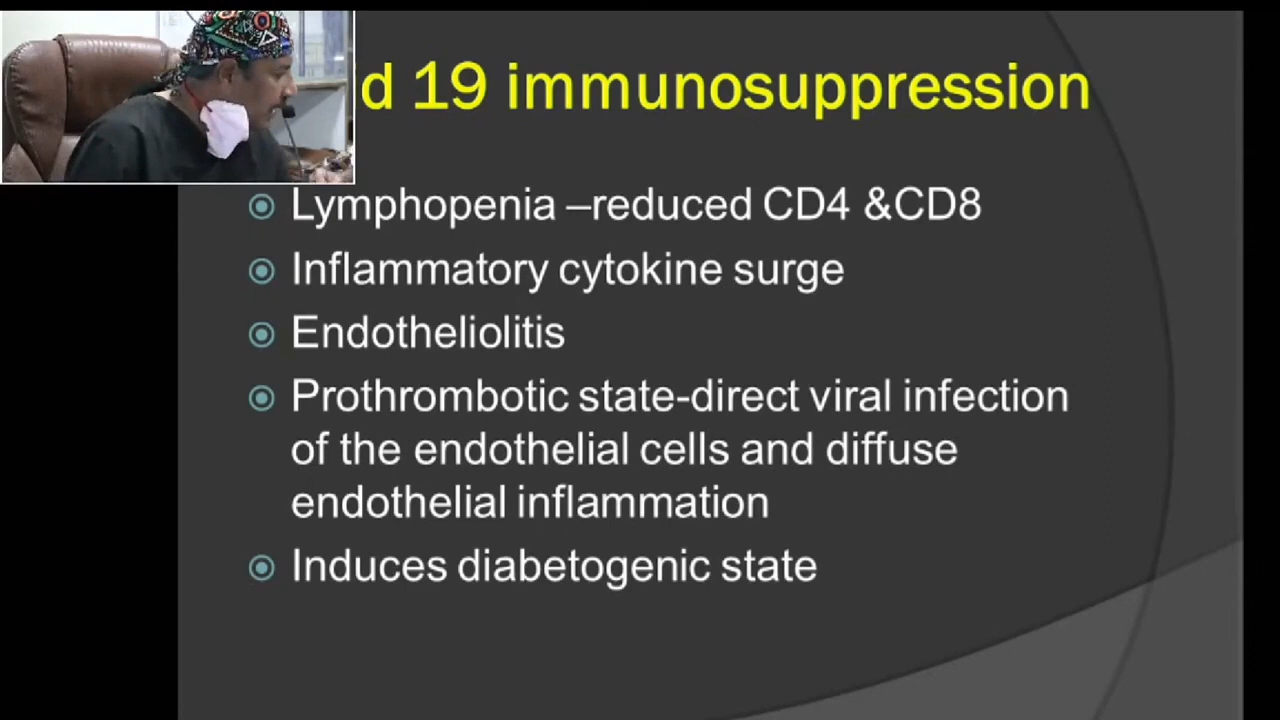 d 19 immunosuppression
Lymphopenia –reduced CD4 &CD8
Inflammatory cytokine surge
Endotheliolitis
Prothrombotic state-direct viral infection
of the endothelial cells and diffuse
endothelial inflammation
Induces diabetogenic state